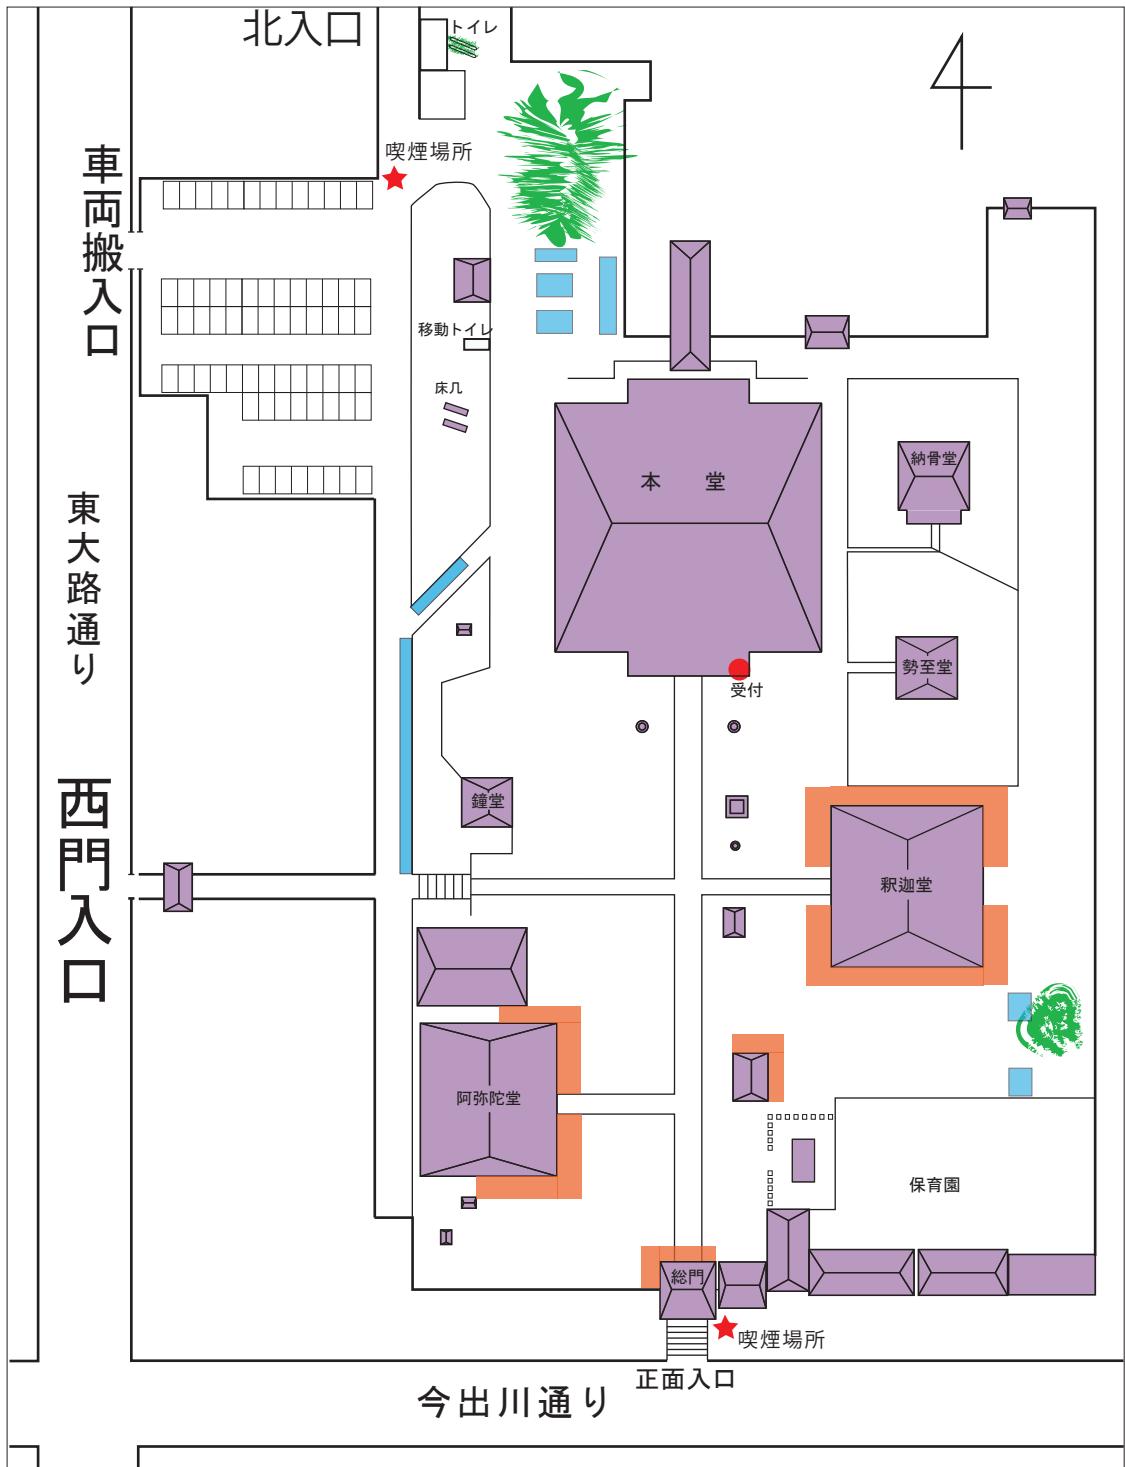 北入口
トイレ
喫煙場所
車両搬入口
移動トイレ
床几
本堂
納骨堂
東大路通り
勢至堂
受付
西門入口
鐘堂
釈迦堂
阿弥陀堂
保育園
総門
喫煙場所
正面入口
今出川通り